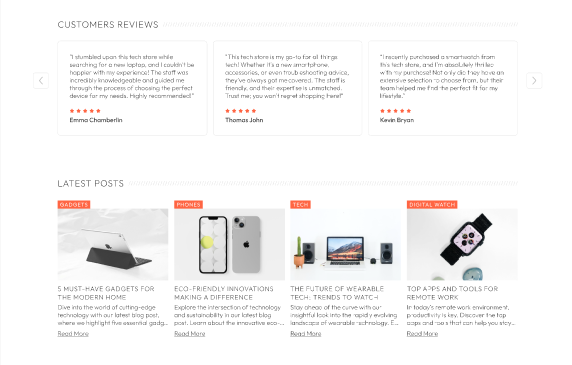 CUSTOMERS REVIEWS
"I stumbled upon this tech store while
searching for a new laptop, and I couldn't be
happier with my experience! The staff was
incredibly knowledgeable and guided me
through the process of choosing the perfect
device for my needs. Highly recommended!"
Emma Chamberlin
"This tech store is my go-to for all things
tech! Whether it's a new smartphone,
accessories, or even troubleshooting advice,
they've always got me covered. The staff is
friendly, and their expertise is unmatched.
Trust me; you won't regret shopping here!"
Thomas John
"I recently purchased a smartwatch from
this tech store, and I'm absolutely thrilled
with my purchase! Not only did they have an
extensive selection to choose from, but their
team helped me find the perfect fit for my
lifestyle."
Kevin Bryan
LATEST POSTS
GADGETS
5 MUST-HAVE GADGETS FOR
THE MODERN HOME
Dive into the world of cutting-edge
technology with our latest blog post,
where we highlight five essential gadg...
Read More
PHONES
ECO-FRIENDLY INNOVATIONS
MAKING A DIFFERENCE
Explore the intersection of technology
and sustainability in our latest blog
post. Learn about the innovative eco-...
Read More
TECH
THE FUTURE OF WEARABLE
TECH: TRENDS TO WATCH
Stay ahead of the curve with our
insightful look into the rapidly evolving
landscape of wearable technology. E...
Read More
DIGITAL WATCH
TOP APPS AND TOOLS FOR
REMOTE WORK
In today's remote work environment,
productivity is key. Discover the top
apps and tools that can help you stay...
Read More